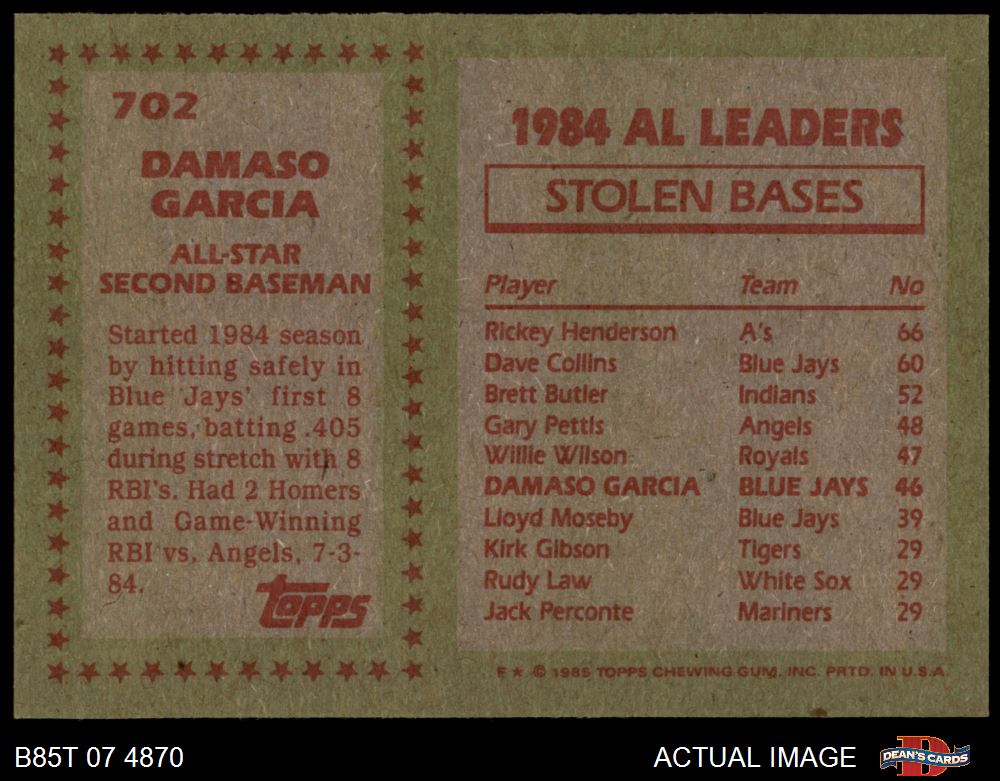 702
DAMASO
GARCIA
ALL-STAR
SECOND BASEMAN
Started 1984 season
by hitting safely in
Blue Jays' first 8
games, batting .405
during stretch with 8
RBI's. Had 2 Homers
and Game-Winning
RBI vs. Angels, 7-3-
84.
topps
1984 AL LEADERS
STOLEN BASES
Player Team No
Rickey Henderson A's 66
Dave Collins Blue Jays 60
Brett Butler Indians 52
Gary Pettis Angels 48
Willie Wilson Royals 47
DAMASO GARCIA BLUE JAYS 46
Lloyd Moseby Blue Jays 39
Kirk Gibson Tigers 29
Rudy Law White Sox 29
Jack Perconte Mariners 29
F★ © 1985 TOPPS CHEWING GUM, INC. PRTD. IN U.S.A.
B85T 07 4870
ACTUAL IMAGE
DEAN'S CARDS